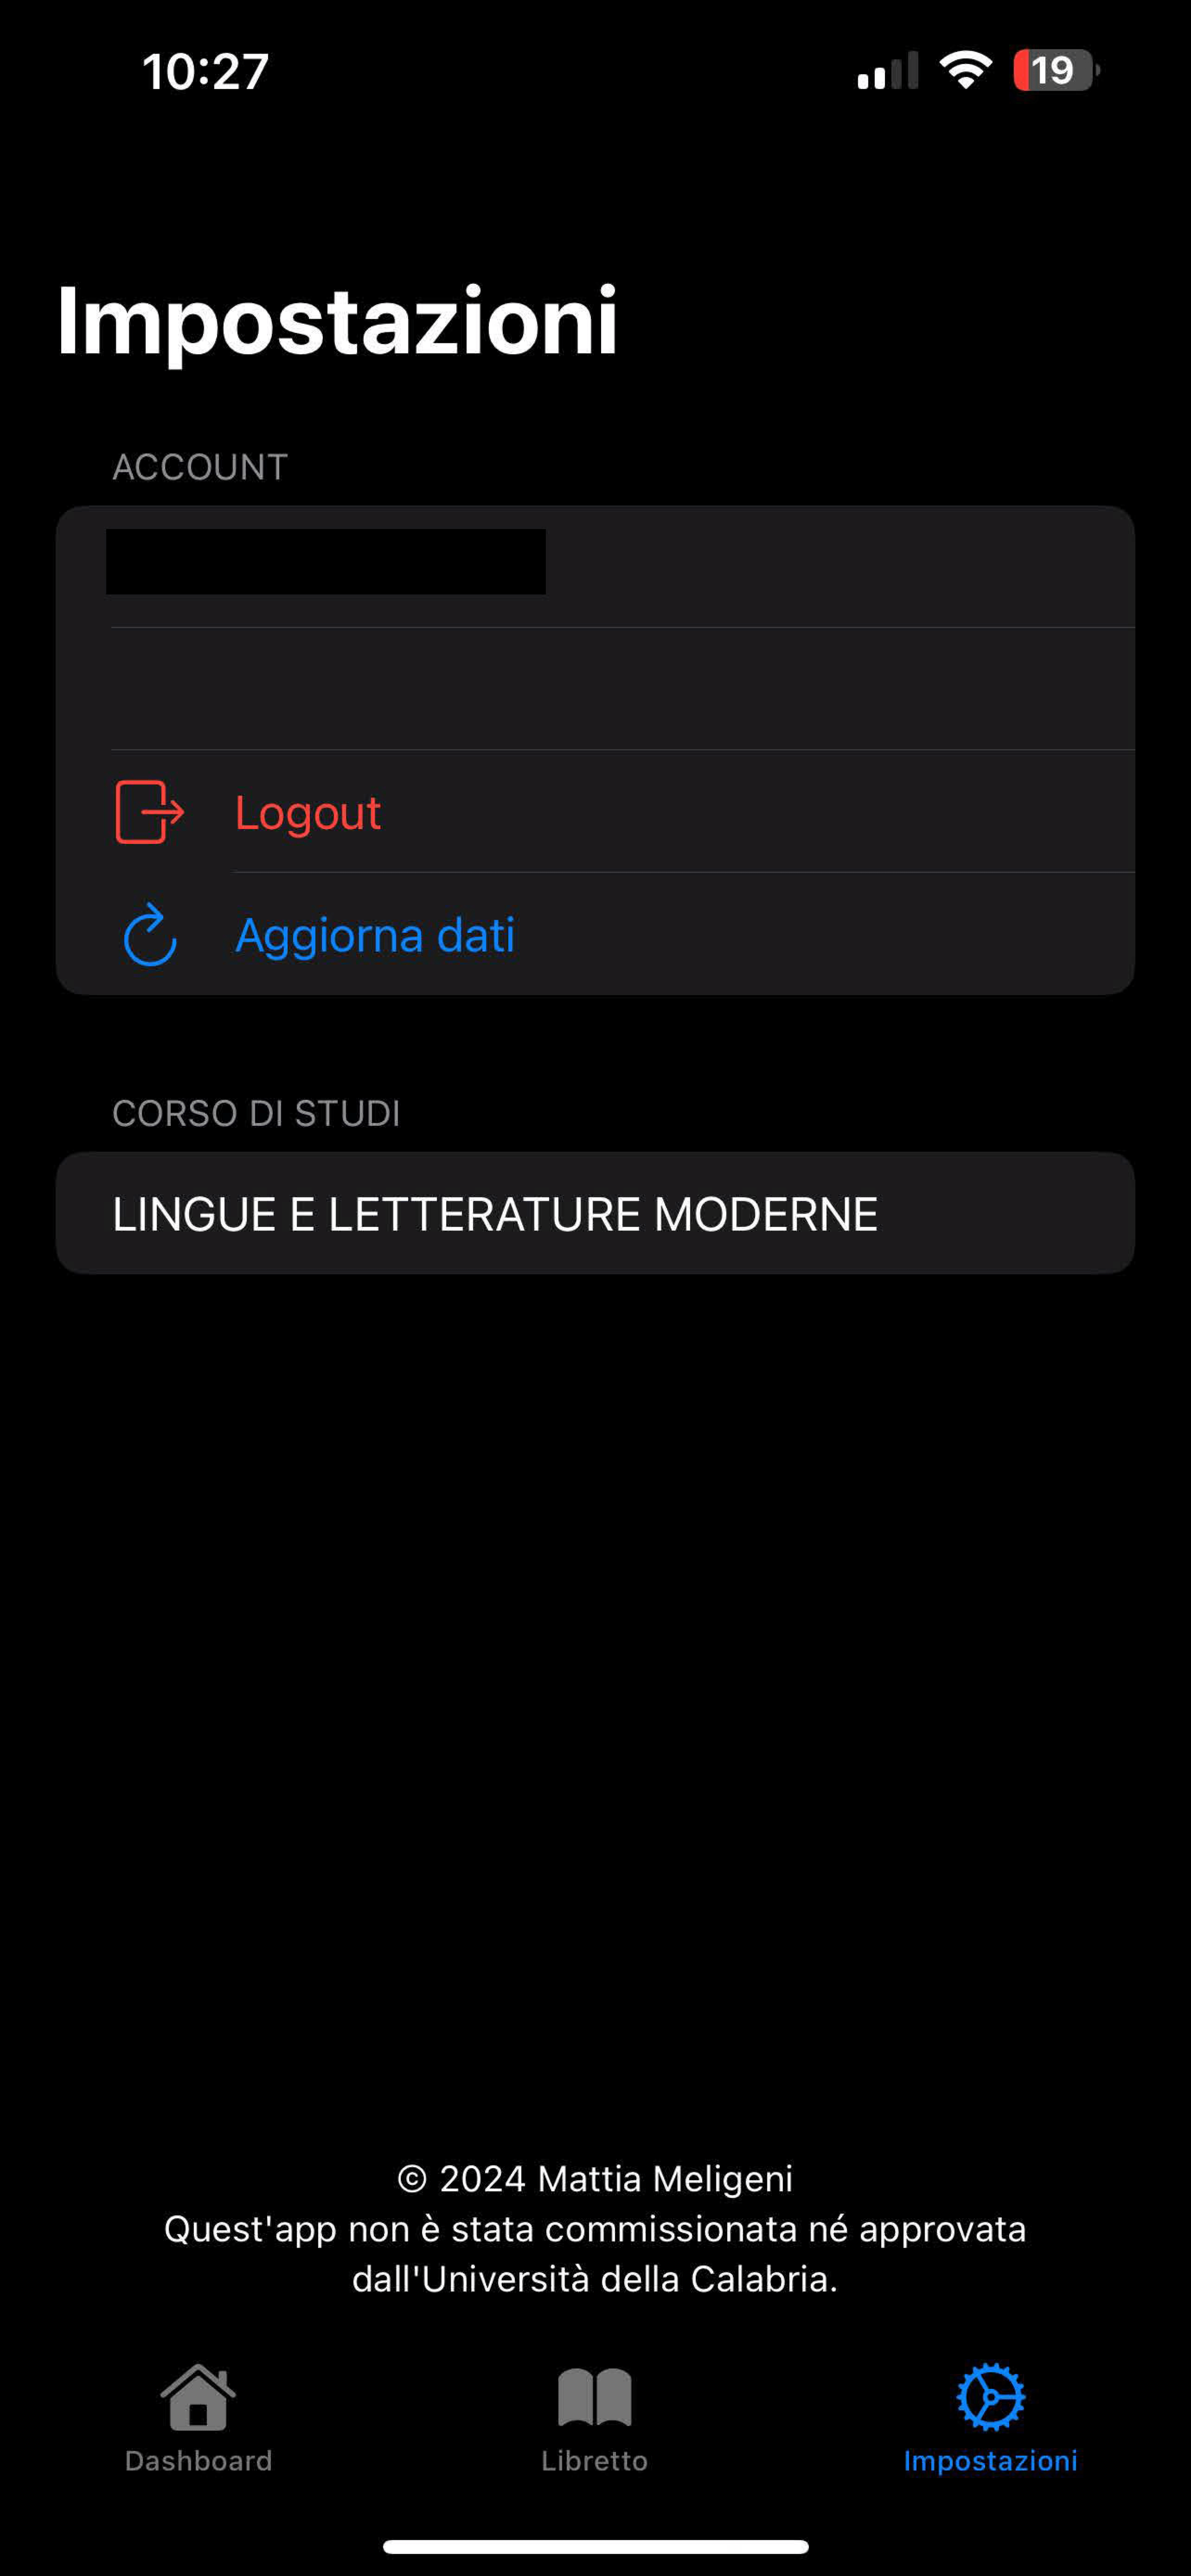 10:27
19
Impostazioni
ACCOUNT
Logout
Aggiorna dati
CORSO DI STUDI
LINGUE E LETTERATURE MODERNE
© 2024 Mattia Meligeni
Quest'app non è stata commissionata né approvata
dall'Università della Calabria.
Dashboard
Libretto
Impostazioni